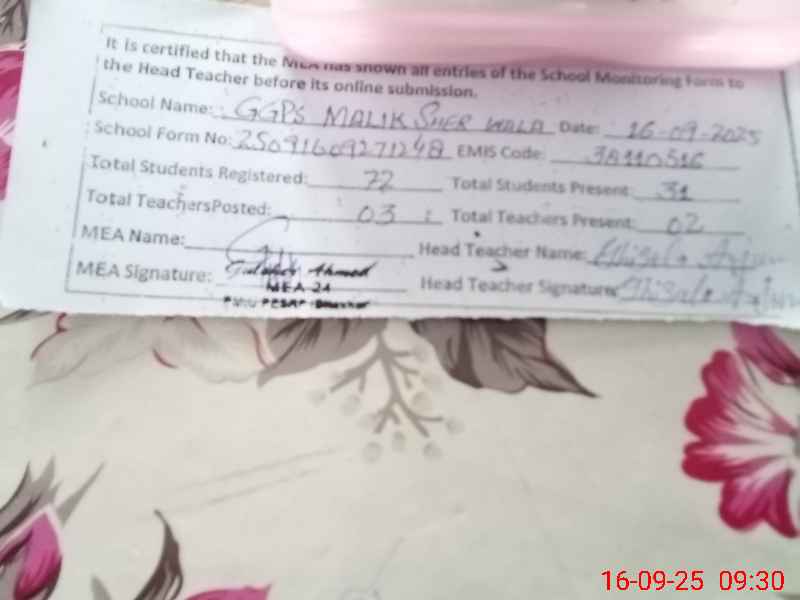 It is certified that the MEA has shown all entries of the School Monitoring Form to
the Head Teacher before its online submission.
School Name: GGPS MALIK SHER WALA Date: 16-09-2025
School Form No: 25091609271248 EMIS Code: 38110516
Total Students Registered: 72 Total Students Present: 31
Total TeachersPosted: 03 Total Teachers Present: 02
MEA Name: Head Teacher Name:
MEA Signature: Ahmed Head Teacher Signature:
MEA 24
16-09-25 09:30